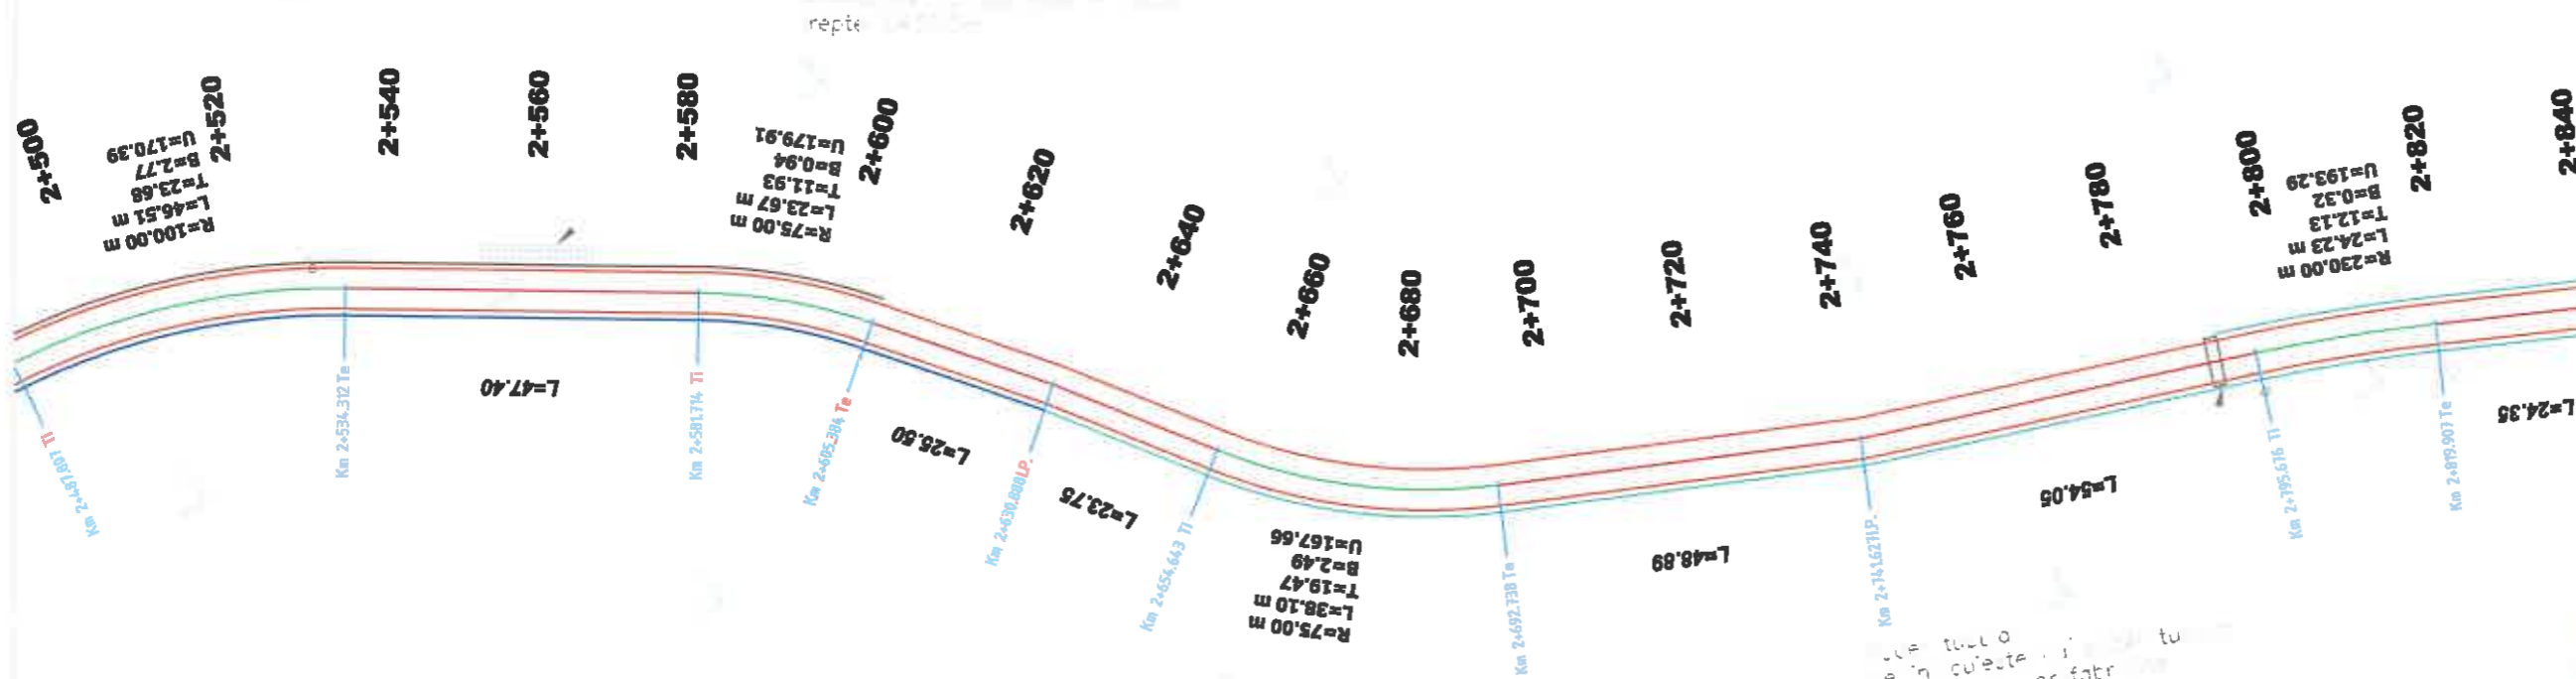 repte
2+500
2+520
2+540
2+560
2+580
2+600
2+620
2+640
2+660
2+680
2+700
2+720
2+740
2+760
2+780
2+800
2+820
2+840
R=100.00 m
L=46.51 m
T=23.68
B=2.77
U=170.39
R=75.00 m
L=23.67 m
T=11.93
B=0.94
U=179.91
R=230.00 m
L=24.23 m
T=12.13
B=0.32
U=193.29
Km 2+487.801 Ti
Km 2+534.312 Te
L=47.40
Km 2+581.714 Ti
Km 2+605.384 Te
L=25.50
Km 2+630.888 I.P.
L=23.75
Km 2+654.643 Ti
R=75.00 m
L=38.10 m
T=19.47
B=2.49
U=167.66
Km 2+692.738 Te
L=48.89
Km 2+741.627 I.P.
L=54.05
Km 2+795.676 Ti
Km 2+819.907 Te
L=24.35